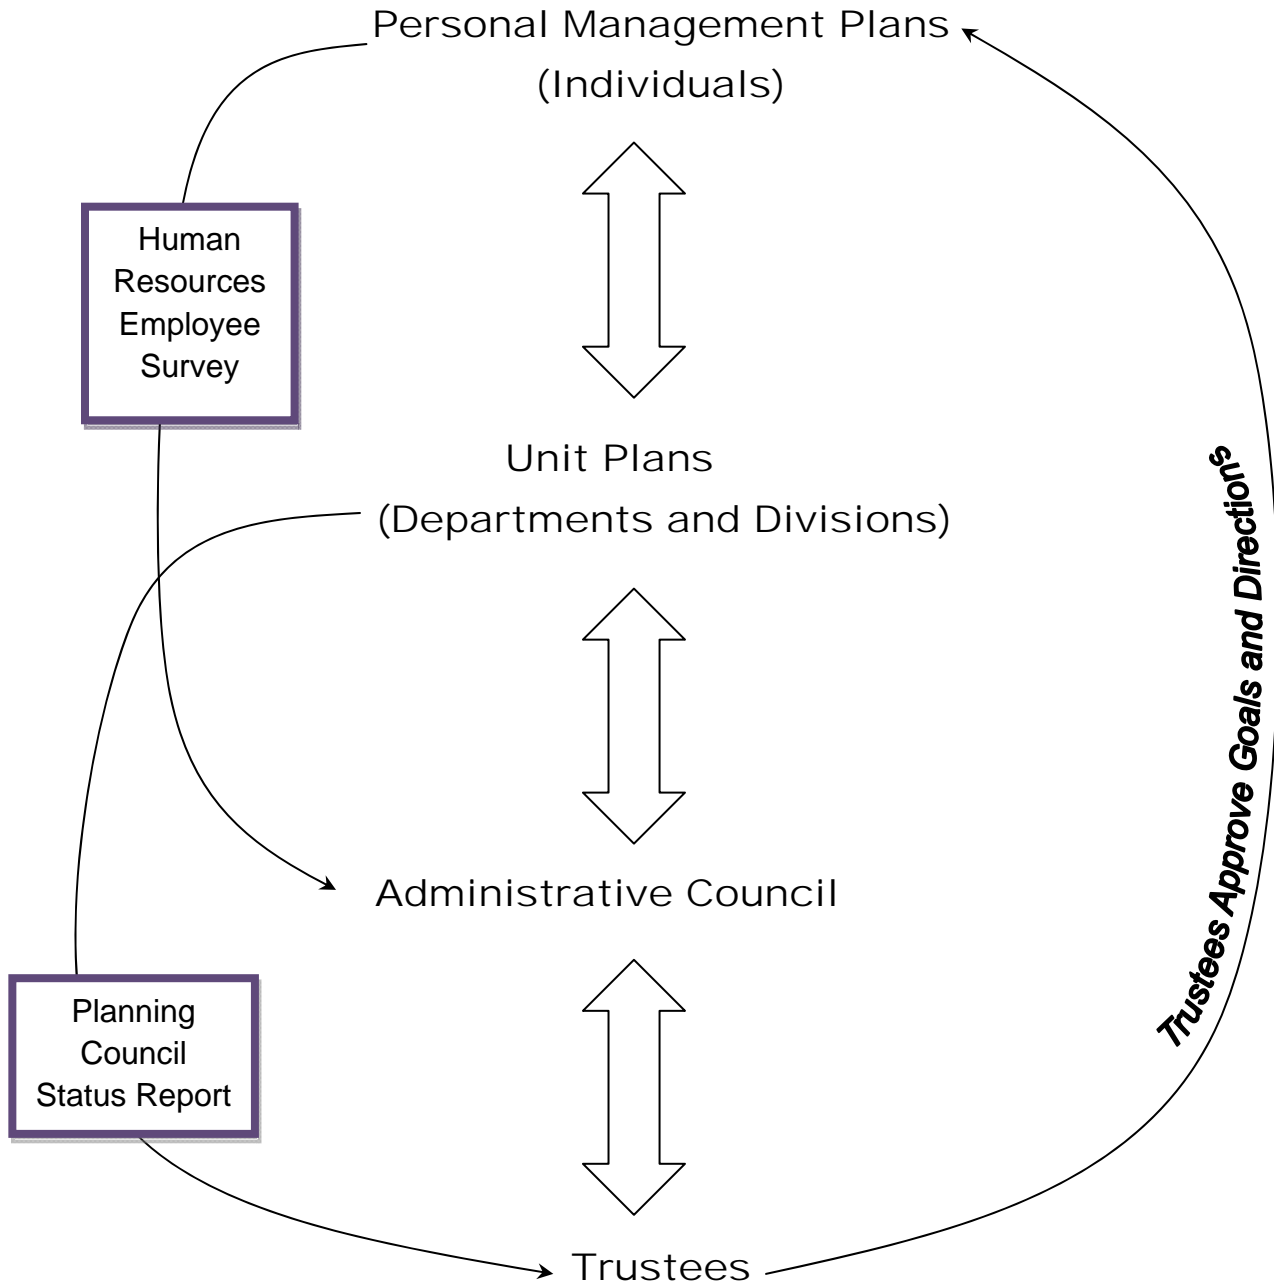 Personal Management Plans
(Individuals)
Human
Resources
Employee
Survey
Unit Plans
(Departments and Divisions)
Trustees Approve Goals and Directions
Administrative Council
Planning
Council
Status Report
Trustees